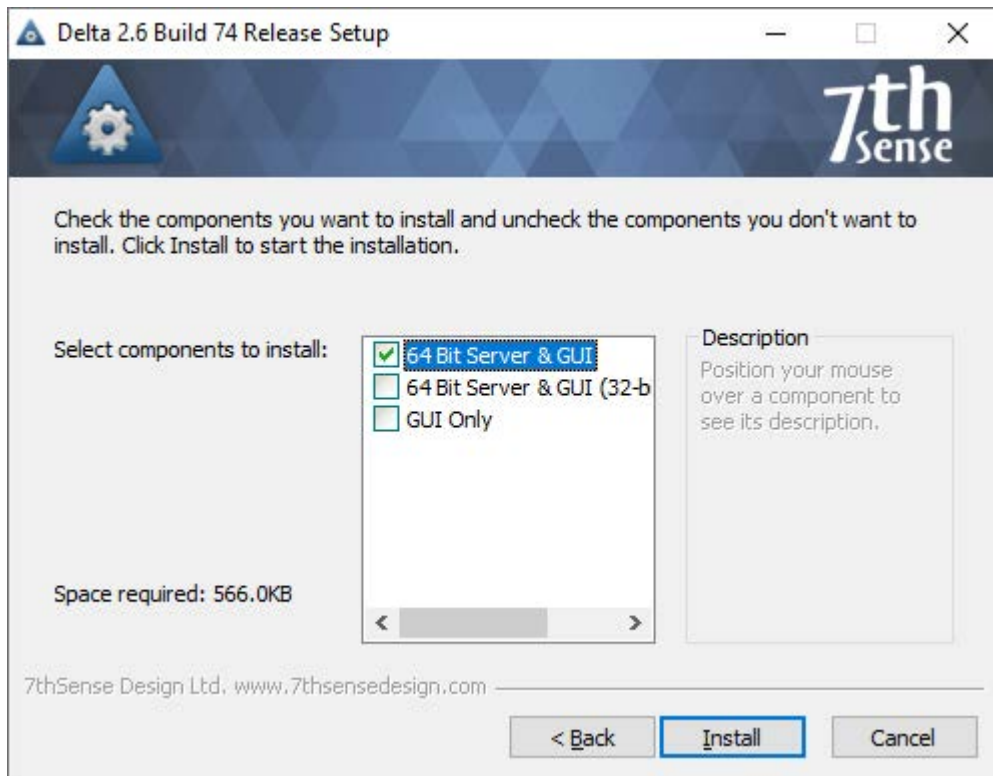 Delta 2.6 Build 74 Release Setup
7th
Sense
Check the components you want to install and uncheck the components you don't want to
install. Click Install to start the installation.
Select components to install:
64 Bit Server & GUI
64 Bit Server & GUI (32-b
GUI Only
Description
Position your mouse
over a component to
see its description.
Space required: 566.0KB
7thSense Design Ltd. www.7thsensedesign.com
< Back
Install
Cancel